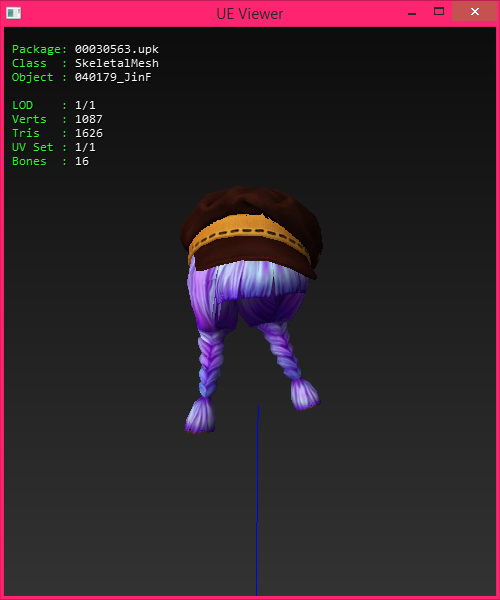 UE Viewer
Package: 00030563.upk
Class : SkeletalMesh
Object : 040179_JinF
LOD : 1/1
Verts : 1087
Tris : 1626
UV Set : 1/1
Bones : 16